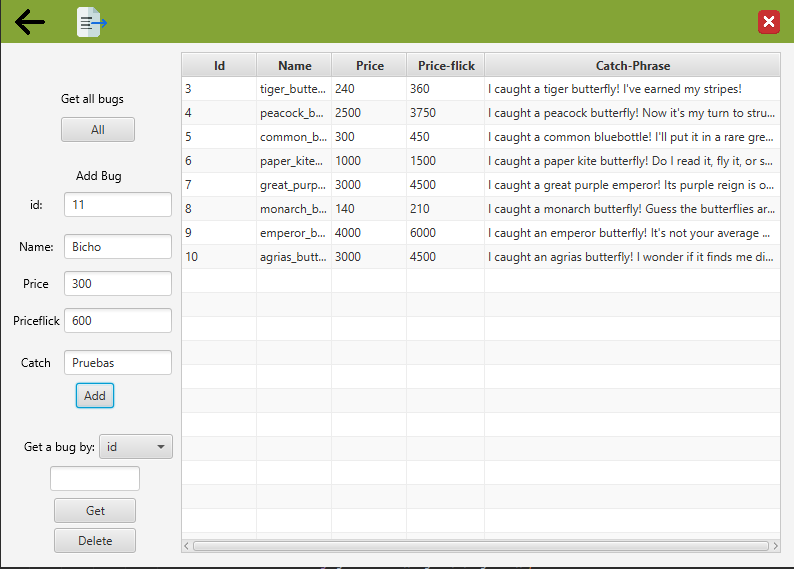 Id Name Price Price-flick Catch-Phrase
3 tiger_butte... 240 360 I caught a tiger butterfly! I've earned my stripes!
4 peacock_b... 2500 3750 I caught a peacock butterfly! Now it's my turn to stru...
5 common_b... 300 450 I caught a common bluebottle! I'll put it in a rare gre...
6 paper_kite... 1000 1500 I caught a paper kite butterfly! Do I read it, fly it, or s...
7 great_purp... 3000 4500 I caught a great purple emperor! Its purple reign is o...
8 monarch_b... 140 210 I caught a monarch butterfly! Guess the butterflies ar...
9 emperor_b... 4000 6000 I caught an emperor butterfly! It's not your average ...
10 agrias_butt... 3000 4500 I caught an agrias butterfly! I wonder if it finds me di...
Get all bugs
All
Add Bug
id: 11
Name: Bicho
Price 300
Priceflick 600
Catch Pruebas
Add
Get a bug by: id
Get
Delete